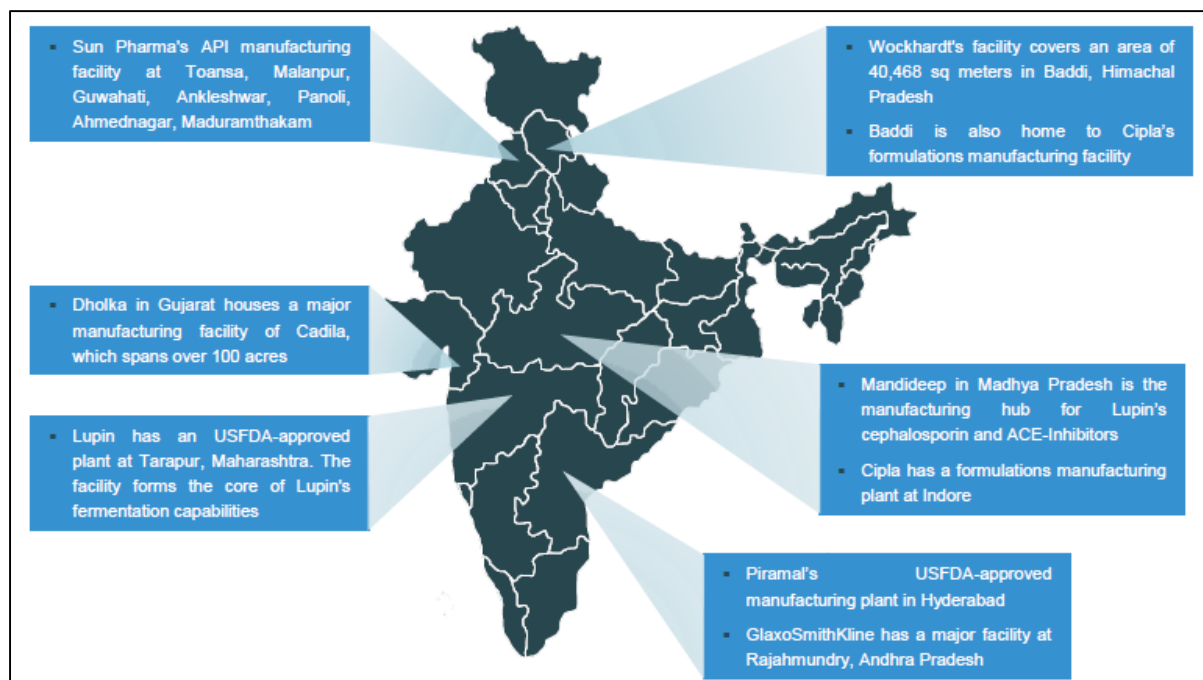 ▪ Sun Pharma's API manufacturing
facility at Toansa, Malanpur,
Guwahati, Ankleshwar, Panoli,
Ahmednagar, Maduramthakam
▪ Wockhardt's facility covers an area of
40,468 sq meters in Baddi, Himachal
Pradesh
▪ Baddi is also home to Cipla's
formulations manufacturing facility
▪ Dholka in Gujarat houses a major
manufacturing facility of Cadila,
which spans over 100 acres
▪ Mandideep in Madhya Pradesh is the
manufacturing hub for Lupin's
cephalosporin and ACE-Inhibitors
▪ Cipla has a formulations manufacturing
plant at Indore
▪ Lupin has an USFDA-approved
plant at Tarapur, Maharashtra. The
facility forms the core of Lupin's
fermentation capabilities
▪ Piramal's USFDA-approved
manufacturing plant in Hyderabad
▪ GlaxoSmithKline has a major facility at
Rajahmundry, Andhra Pradesh